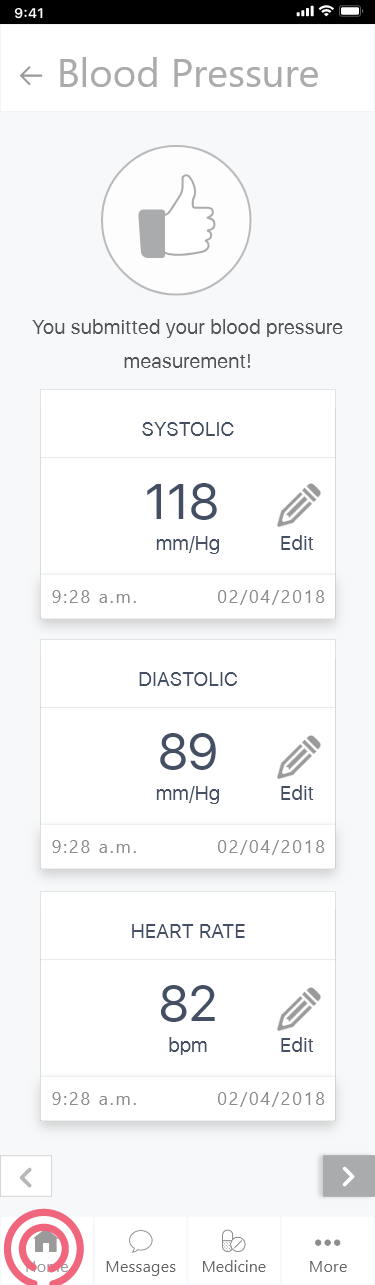 9:41
Blood Pressure
You submitted your blood pressure
measurement!
SYSTOLIC
118
mm/Hg
Edit
9:28 a.m. 02/04/2018
DIASTOLIC
89
mm/Hg
Edit
9:28 a.m. 02/04/2018
HEART RATE
82
bpm
Edit
9:28 a.m. 02/04/2018
Home Messages Medicine More